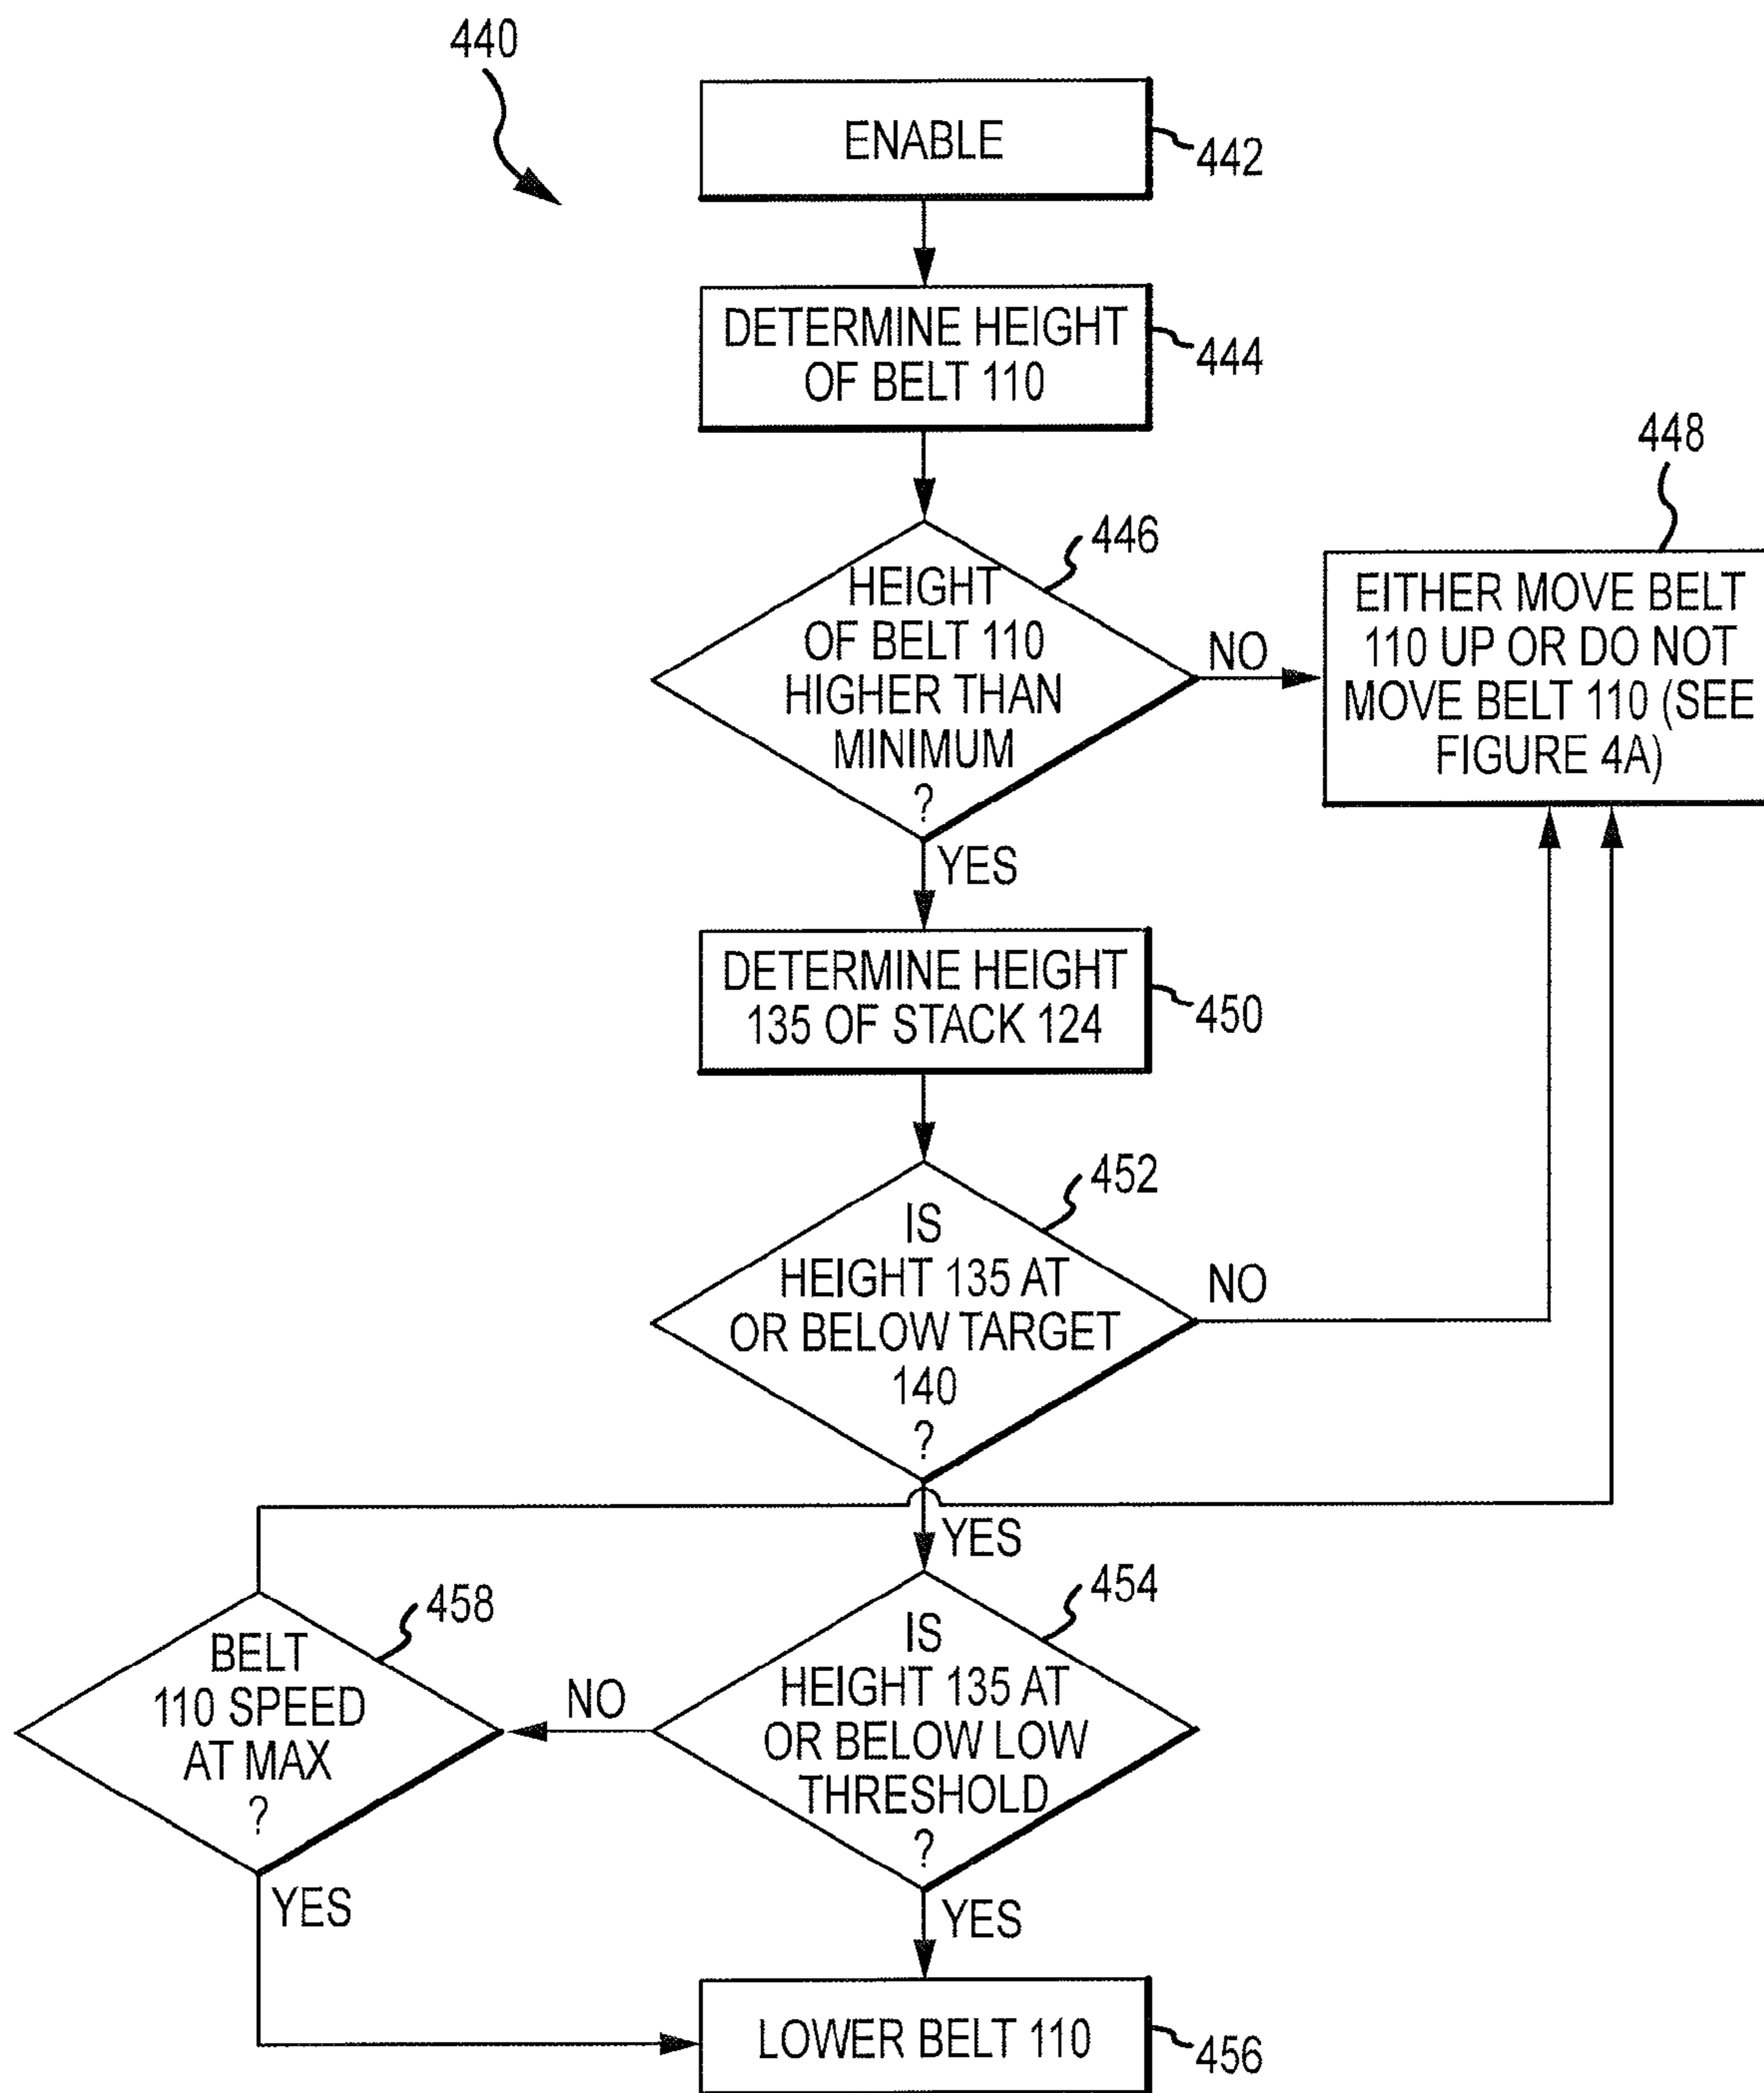 440
ENABLE
442
DETERMINE HEIGHT
OF BELT 110
444
446
HEIGHT
OF BELT 110
HIGHER THAN
MINIMUM
?
NO
448
EITHER MOVE BELT
110 UP OR DO NOT
MOVE BELT 110 (SEE
FIGURE 4A)
YES
DETERMINE HEIGHT
135 OF STACK 124
450
452
IS
HEIGHT 135 AT
OR BELOW TARGET
140
?
NO
YES
454
IS
HEIGHT 135 AT
OR BELOW LOW
THRESHOLD
?
NO
458
BELT
110 SPEED
AT MAX
?
YES
YES
LOWER BELT 110
456